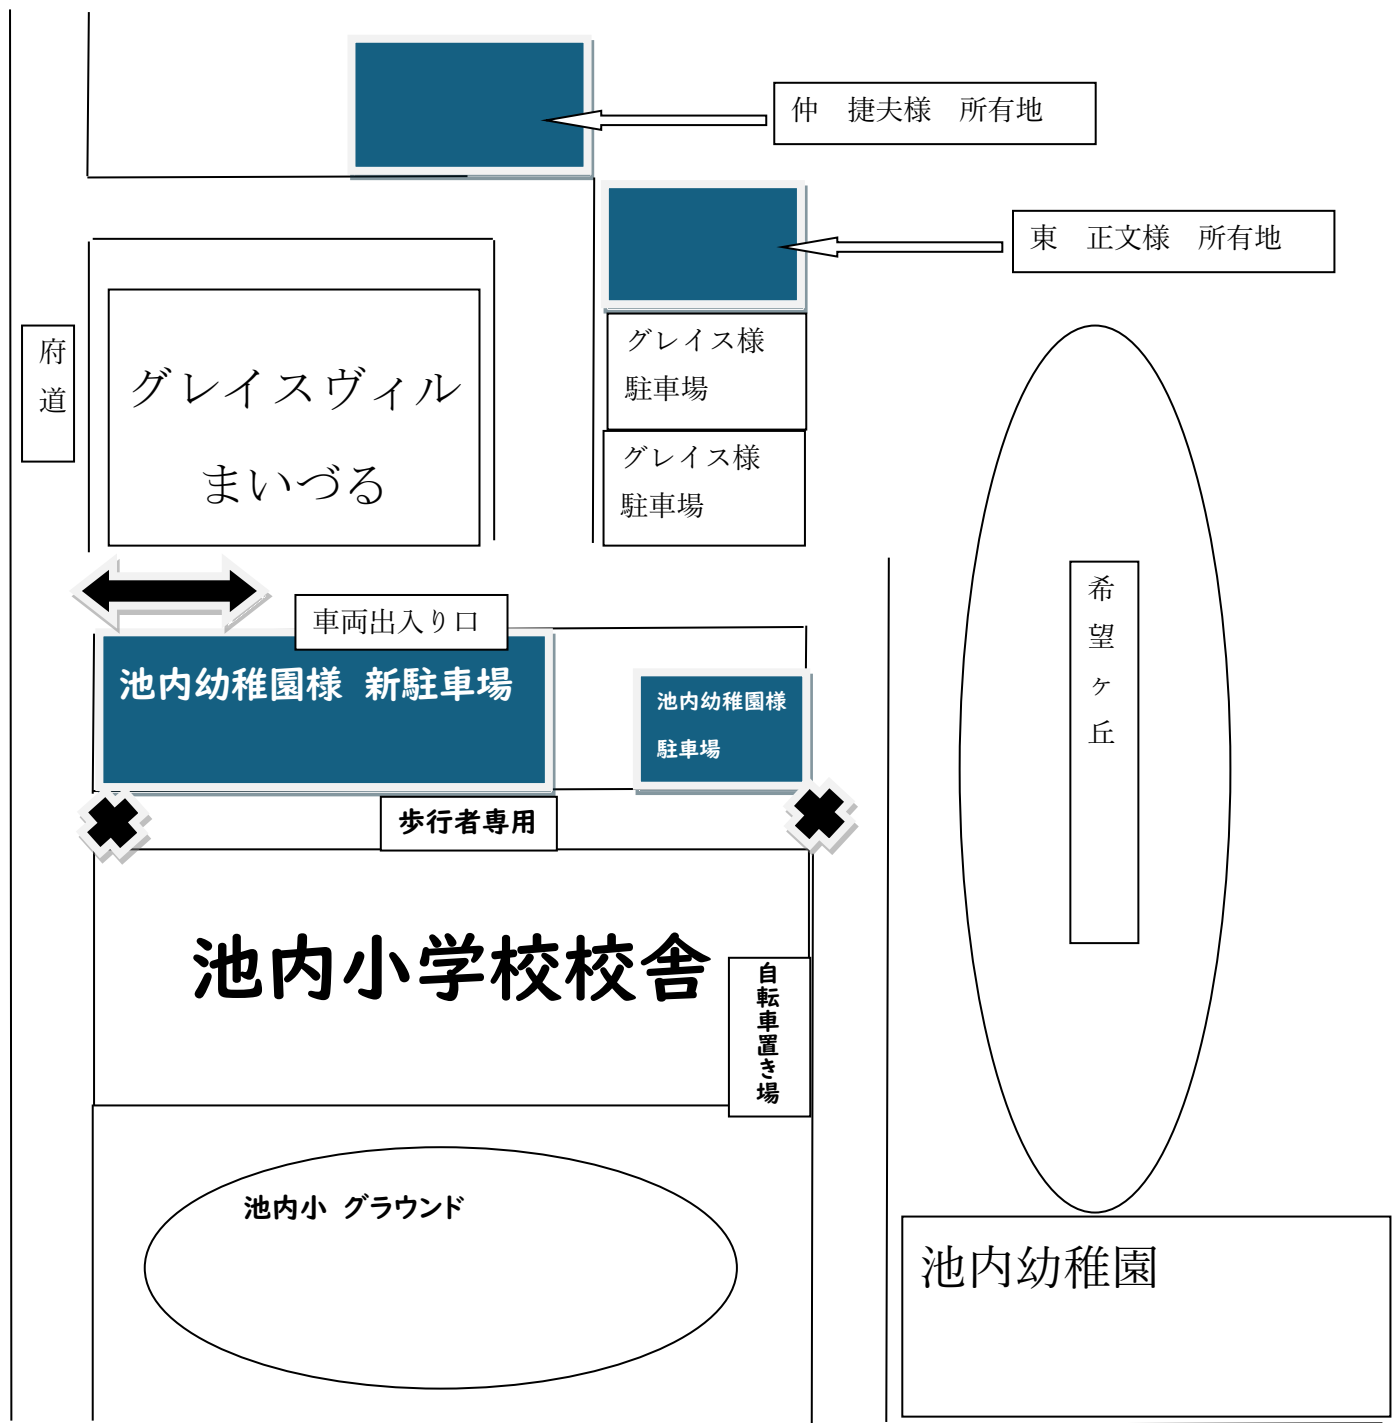 仲　捷夫様　所有地
東　正文様　所有地
府道
グレイスヴィル
まいづる
グレイス様
駐車場
グレイス様
駐車場
希望ヶ丘
車両出入り口
池内幼稚園様 新駐車場
池内幼稚園様
駐車場
歩行者専用
池内小学校校舎
自転車置き場
池内小 グラウンド
池内幼稚園